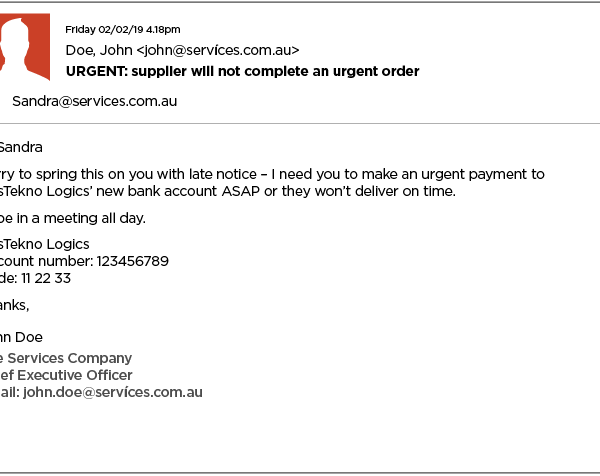 Friday 02/02/19 4.18pm
Doe, John <john@servíces.com.au>
URGENT: supplier will not complete an urgent order
Sandra@services.com.au
Sandra
ry to spring this on you with late notice – I need you to make an urgent payment to
sTekno Logics’ new bank account ASAP or they won’t deliver on time.
be in a meeting all day.
sTekno Logics
count number: 123456789
de: 11 22 33
anks,
hn Doe
e Services Company
ef Executive Officer
ail: john.doe@servíces.com.au